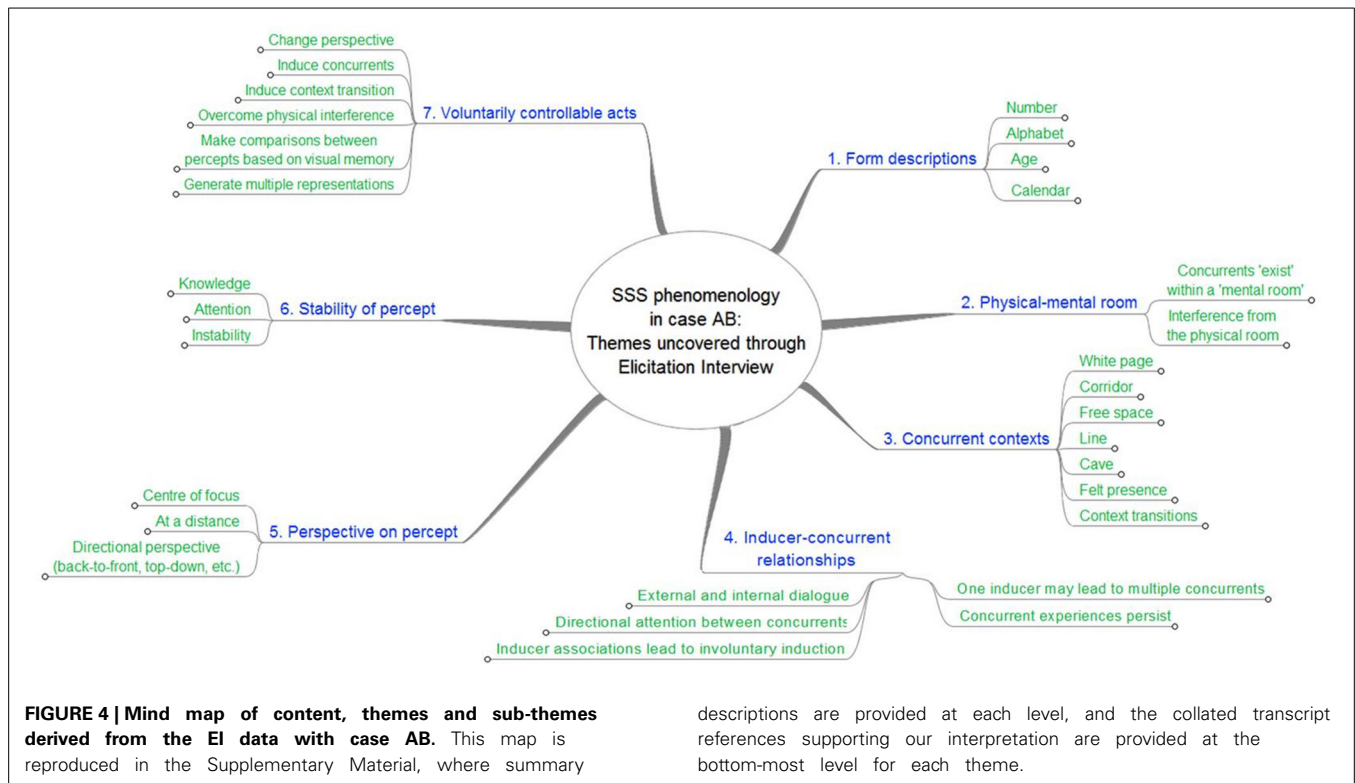 SSS phenomenology
in case AB:
Themes uncovered through
Elicitation Interview
1. Form descriptions
Number
Alphabet
Age
Calendar
2. Physical-mental room
Concurrents 'exist'
within a 'mental room'
Interference from
the physical room
3. Concurrent contexts
White page
Corridor
Free space
Line
Cave
Felt presence
Context transitions
4. Inducer-concurrent
relationships
One inducer may lead to multiple concurrents
Concurrent experiences persist
External and internal dialogue
Directional attention between concurrents
Inducer associations lead to involuntary induction
5. Perspective on percept
Centre of focus
At a distance
Directional perspective
(back-to-front, top-down, etc.)
6. Stability of percept
Knowledge
Attention
Instability
7. Voluntarily controllable acts
Change perspective
Induce concurrents
Induce context transition
Overcome physical interference
Make comparisons between
percepts based on visual memory
Generate multiple representations
FIGURE 4 | Mind map of content, themes and sub-themes
derived from the EI data with case AB. This map is
reproduced in the Supplementary Material, where summary
descriptions are provided at each level, and the collated transcript
references supporting our interpretation are provided at the
bottom-most level for each theme.